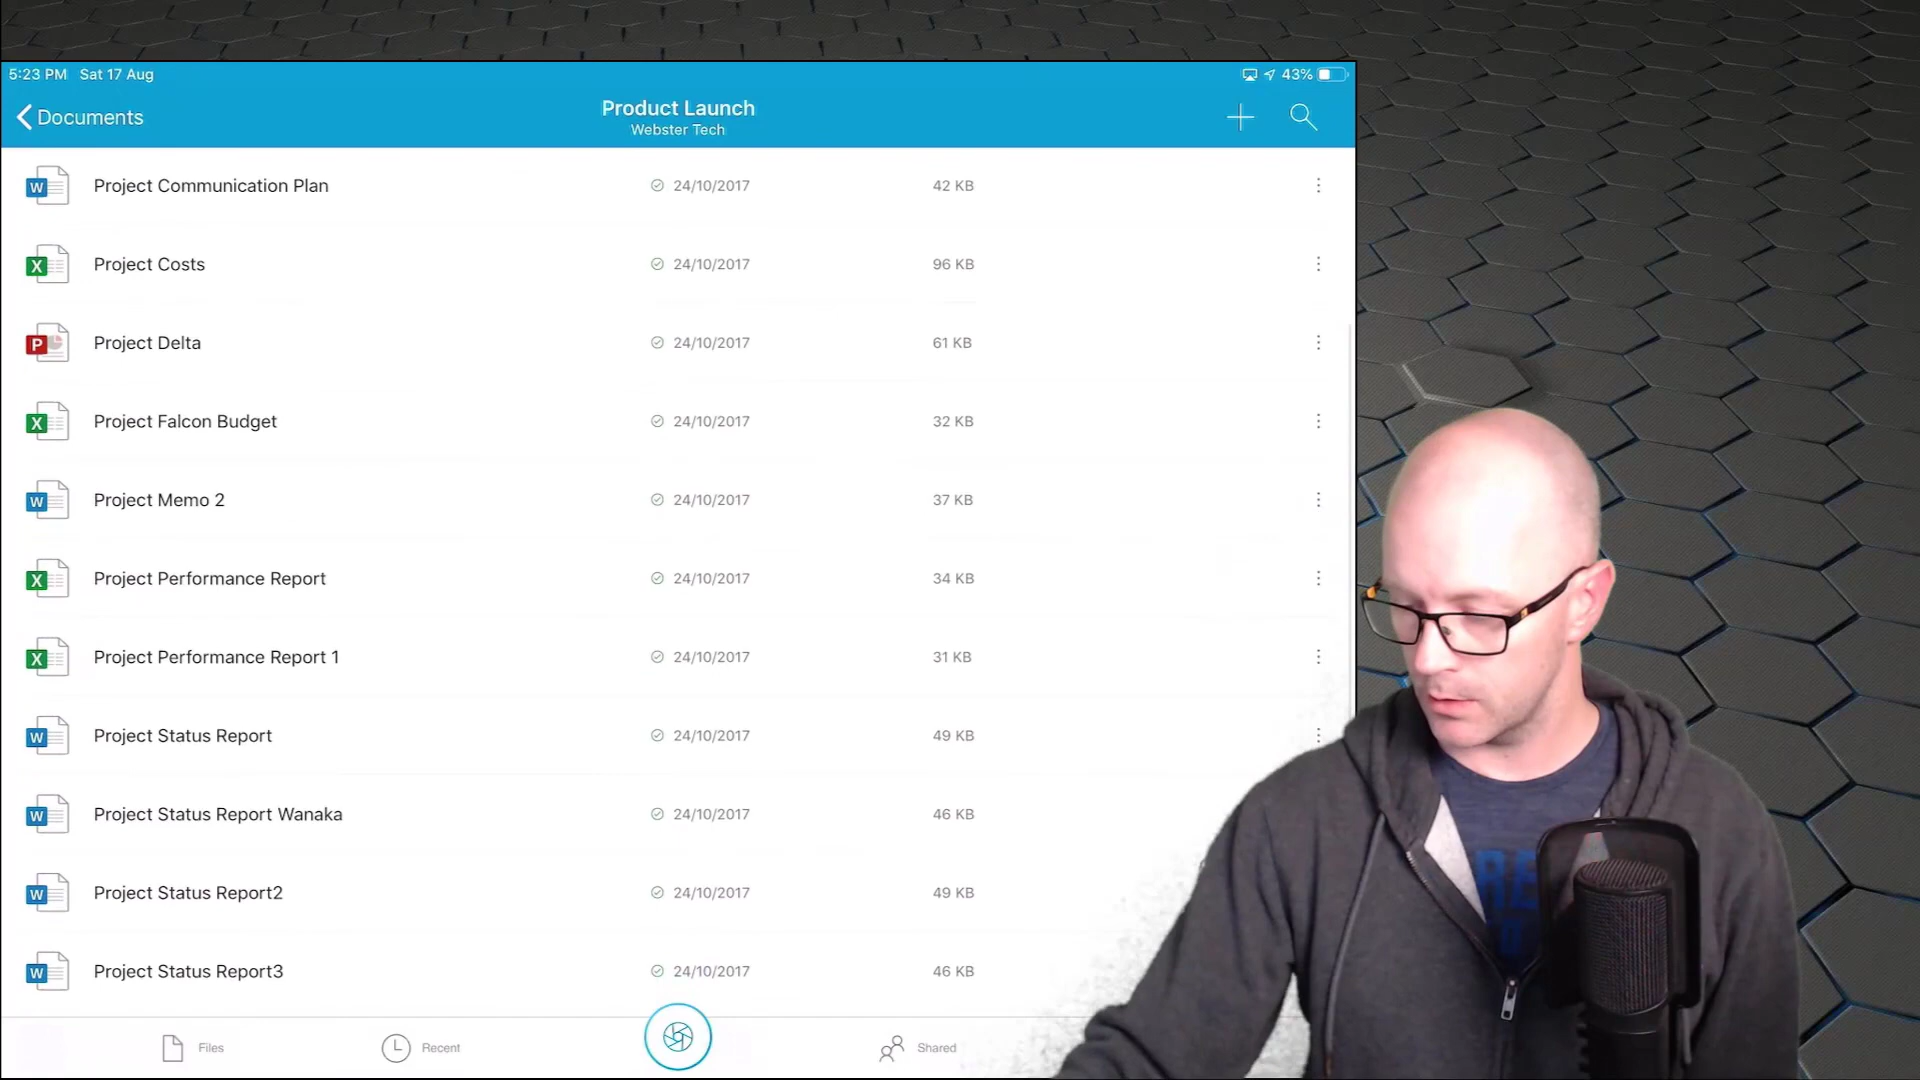 5:23 PM Sat 17 Aug
43%
Documents
Product Launch
Webster Tech
W Project Communication Plan 24/10/2017 42 KB
X Project Costs 24/10/2017 96 KB
P Project Delta 24/10/2017 61 KB
X Project Falcon Budget 24/10/2017 32 KB
W Project Memo 2 24/10/2017 37 KB
X Project Performance Report 24/10/2017 34 KB
X Project Performance Report 1 24/10/2017 31 KB
W Project Status Report 24/10/2017 49 KB
W Project Status Report Wanaka 24/10/2017 46 KB
W Project Status Report2 24/10/2017 49 KB
W Project Status Report3 24/10/2017 46 KB
Files Recent Shared